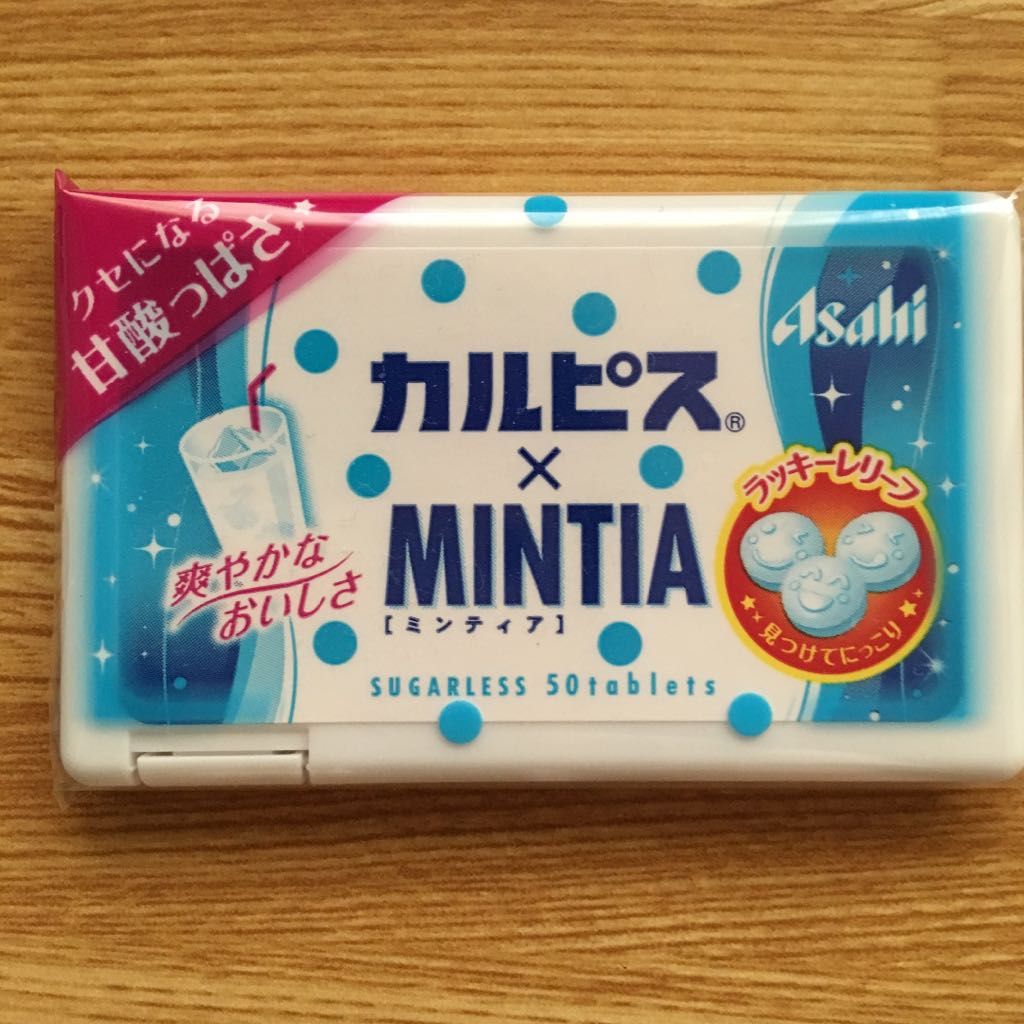 クセになる
甘酸っぱさ
Asahi
カルピス®
×
MINTIA
[ミンティア]
SUGARLESS 50tablets
爽やかな
おいしさ
ラッキーレリーフ
見つけてにっこり